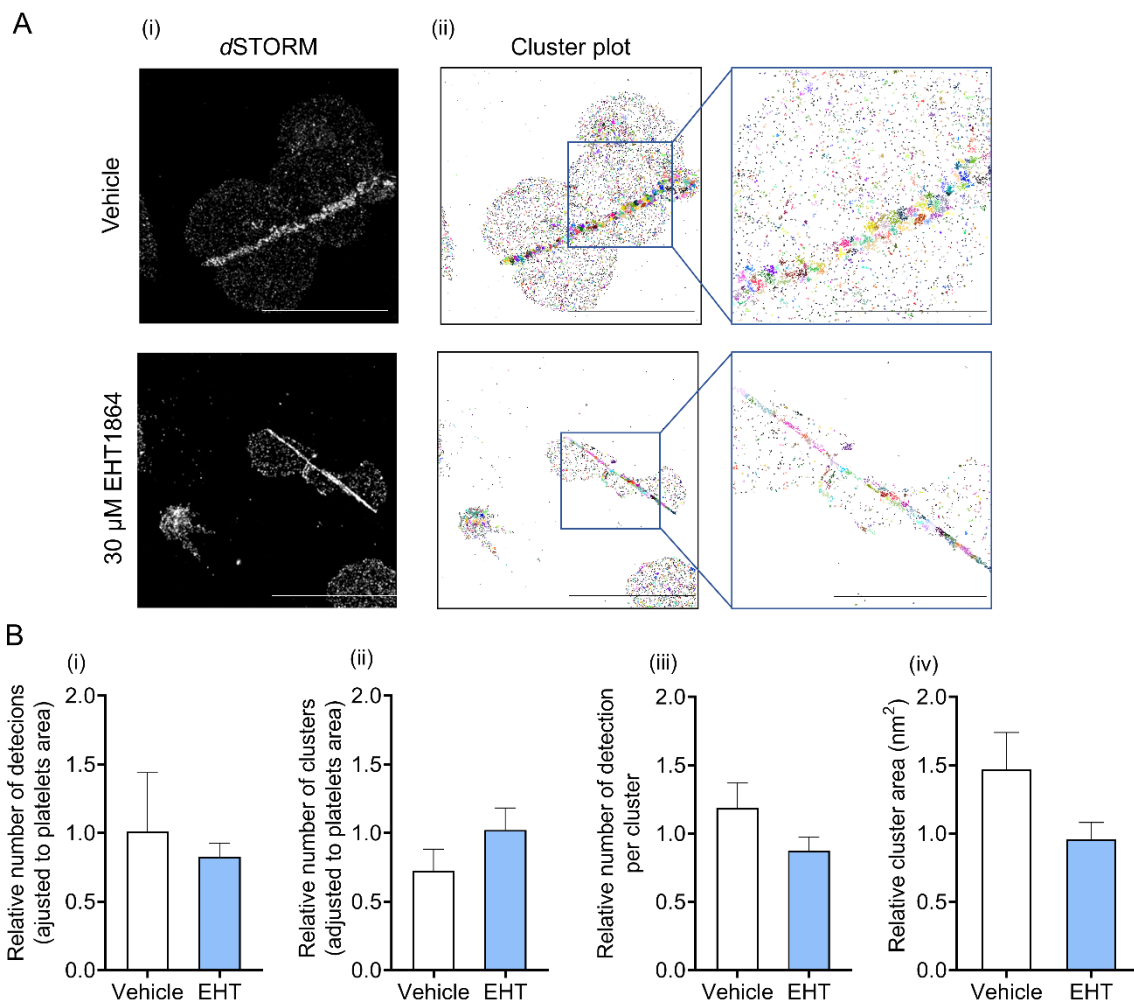 A
(i)
(ii)
dSTORM
Cluster plot
Vehicle
30 µM EHT1864
B
(i)
Relative number of detecions
(ajusted to platelets area)
2.0
1.5
1.0
0.5
0.0
Vehicle
EHT
(ii)
Relative number of clusters
(adjusted to platelets area)
2.0
1.5
1.0
0.5
0.0
Vehicle
EHT
(iii)
Relative number of detection
per cluster
2.0
1.5
1.0
0.5
0.0
Vehicle
EHT
(iv)
Relative cluster area (nm²)
2.0
1.5
1.0
0.5
0.0
Vehicle
EHT